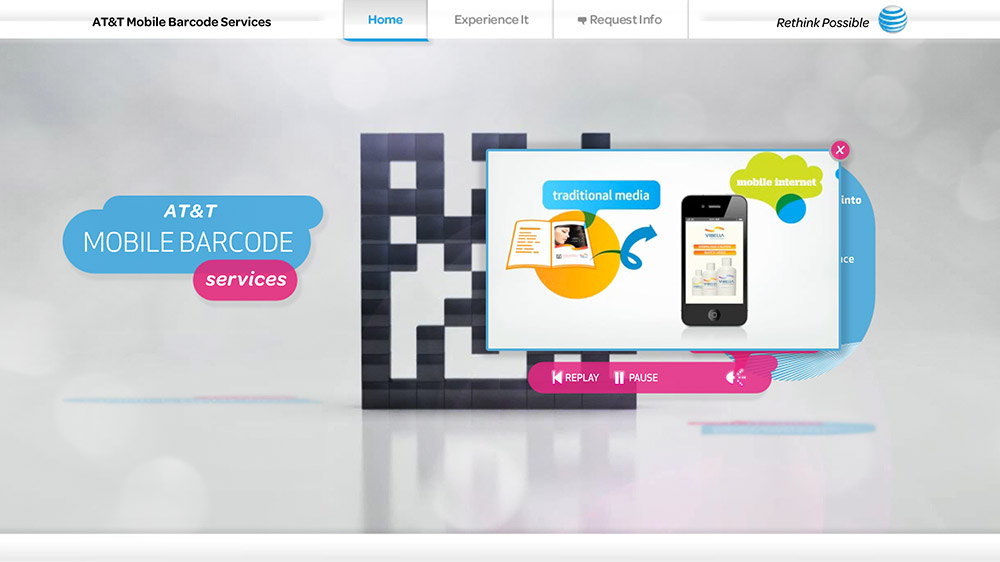 AT&T Mobile Barcode Services
Home
Experience It
Request Info
Rethink Possible
AT&T
MOBILE BARCODE
services
traditional media
mobile internet
into
nce
X
REPLAY
PAUSE